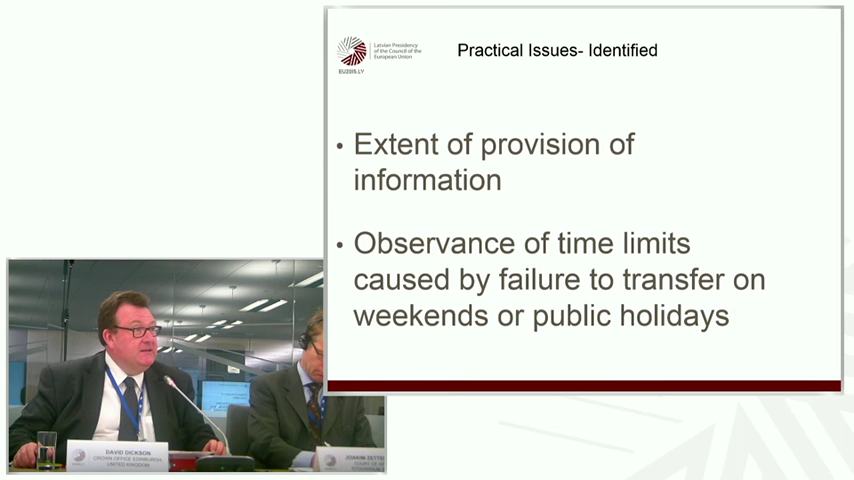 Latvian Presidency
of the Council of the
European Union
EU2015.LV
Practical Issues- Identified
• Extent of provision of
information
• Observance of time limits
caused by failure to transfer on
weekends or public holidays
DAVID DICKSON
CROWN OFFICE EDINBURGH
UNITED KINGDOM
JOAKIM
COURT OF